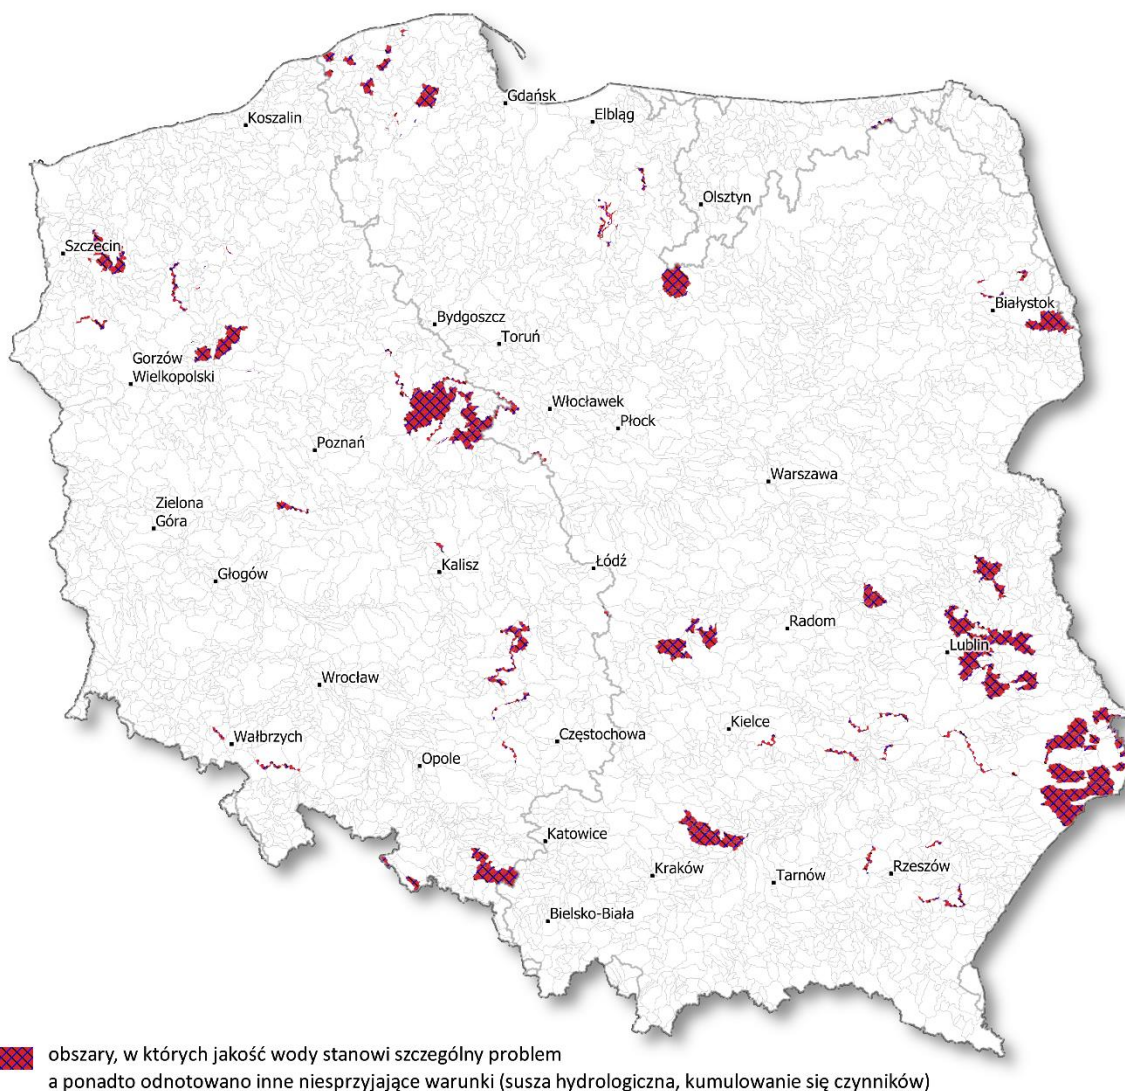 Gdańsk
Koszalin
Elbląg
Olsztyn
Szczecin
Białystok
Bydgoszcz
Toruń
Gorzów
Wielkopolski
Włocławek
Płock
Poznań
Warszawa
Zielona
Góra
Kalisz
Łódź
Głogów
Radom
Lublin
Wrocław
Kielce
Wałbrzych
Częstochowa
Opole
Katowice
Kraków
Tarnów
Rzeszów
Bielsko-Biała
obszary, w których jakość wody stanowi szczególny problem
a ponadto odnotowano inne niesprzyjające warunki (susza hydrologiczna, kumulowanie się czynników)